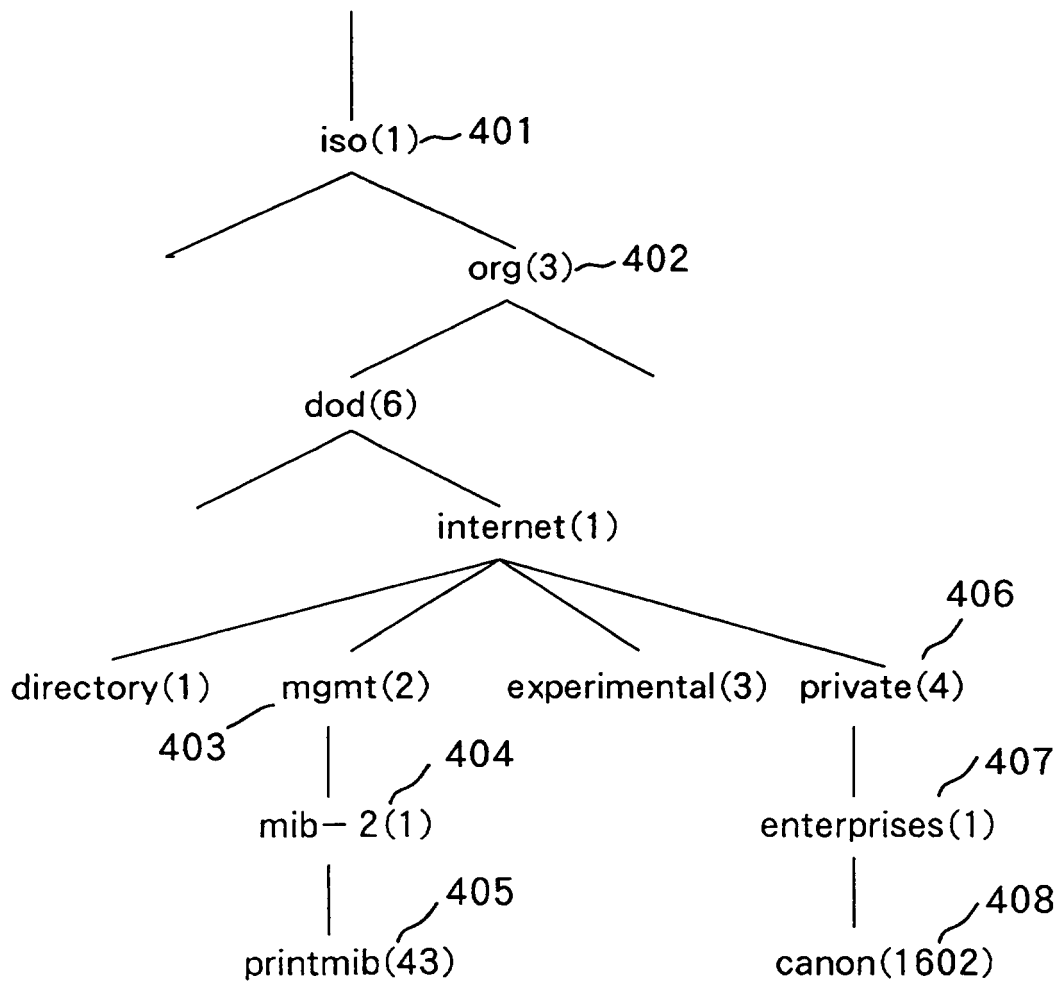 iso(1) 401
org(3) 402
dod(6)
internet(1)
406
directory(1) mgmt(2) experimental(3) private(4)
403 404 407
mib-2(1) enterprises(1)
405 408
printmib(43) canon(1602)